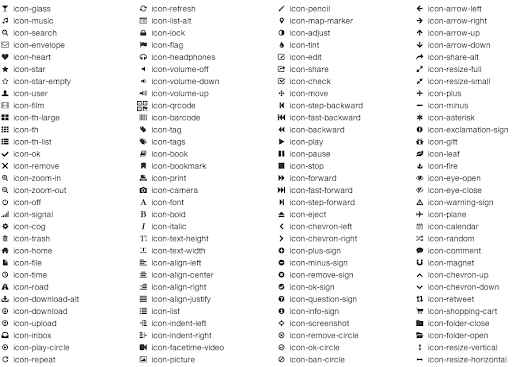 icon-glass
icon-music
icon-search
icon-envelope
icon-heart
icon-star
icon-star-empty
icon-user
icon-film
icon-th-large
icon-th
icon-th-list
icon-ok
icon-remove
icon-zoom-in
icon-zoom-out
icon-off
icon-signal
icon-cog
icon-trash
icon-home
icon-file
icon-time
icon-road
icon-download-alt
icon-download
icon-upload
icon-inbox
icon-play-circle
icon-repeat
icon-refresh
icon-list-alt
icon-lock
icon-flag
icon-headphones
icon-volume-off
icon-volume-down
icon-volume-up
icon-qrcode
icon-barcode
icon-tag
icon-tags
icon-book
icon-bookmark
icon-print
icon-camera
icon-font
icon-bold
icon-italic
icon-text-height
icon-text-width
icon-align-left
icon-align-center
icon-align-right
icon-align-justify
icon-list
icon-indent-left
icon-indent-right
icon-facetime-video
icon-picture
icon-pencil
icon-map-marker
icon-adjust
icon-tint
icon-edit
icon-share
icon-check
icon-move
icon-step-backward
icon-fast-backward
icon-backward
icon-play
icon-pause
icon-stop
icon-forward
icon-fast-forward
icon-step-forward
icon-eject
icon-chevron-left
icon-chevron-right
icon-plus-sign
icon-minus-sign
icon-remove-sign
icon-ok-sign
icon-question-sign
icon-info-sign
icon-screenshot
icon-remove-circle
icon-ok-circle
icon-ban-circle
icon-arrow-left
icon-arrow-right
icon-arrow-up
icon-arrow-down
icon-share-alt
icon-resize-full
icon-resize-small
icon-plus
icon-minus
icon-asterisk
icon-exclamation-sign
icon-gift
icon-leaf
icon-fire
icon-eye-open
icon-eye-close
icon-warning-sign
icon-plane
icon-calendar
icon-random
icon-comment
icon-magnet
icon-chevron-up
icon-chevron-down
icon-retweet
icon-shopping-cart
icon-folder-close
icon-folder-open
icon-resize-vertical
icon-resize-horizontal